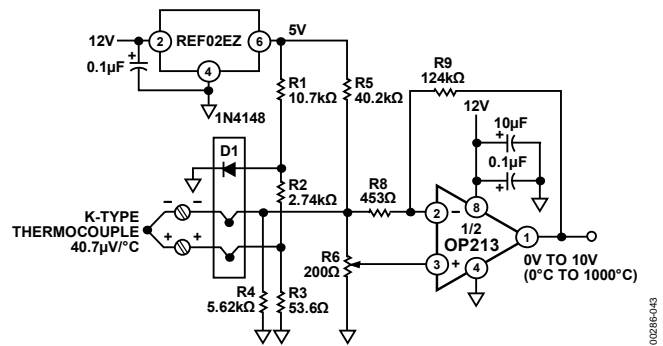 12V
2
REF02EZ
6
5V
0.1µF
+
4
1N4148
R1
10.7kΩ
R5
40.2kΩ
R9
124kΩ
12V
10µF
+
0.1µF
+
D1
R2
2.74kΩ
R8
453Ω
K-TYPE
THERMOCOUPLE
40.7µV/°C
– –
+ +
2
–
8
1/2
OP213
1
3
+
4
0V TO 10V
(0°C TO 1000°C)
R6
200Ω
R4
5.62kΩ
R3
53.6Ω
00286-043